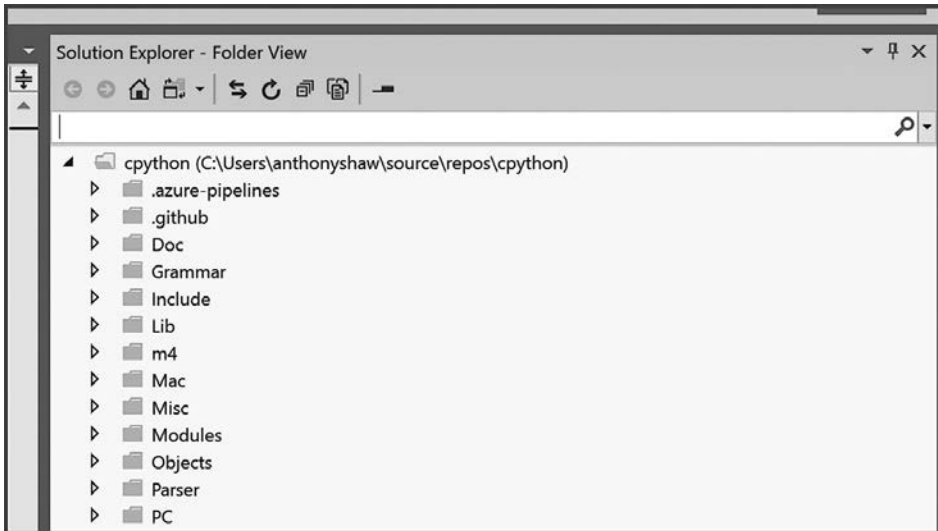 Solution Explorer - Folder View
cpython (C:\Users\anthonyshaw\source\repos\cpython)
.azure-pipelines
.github
Doc
Grammar
Include
Lib
m4
Mac
Misc
Modules
Objects
Parser
PC